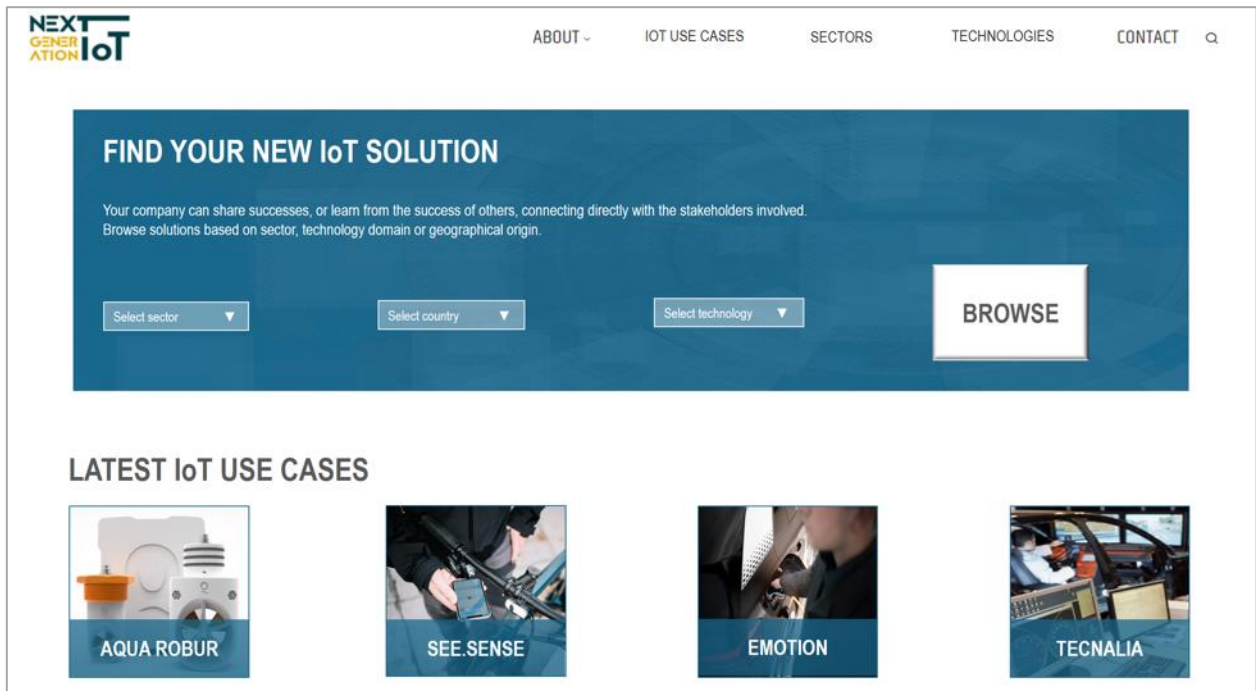 NEXT
GENER
ATION IoT
ABOUT
IOT USE CASES
SECTORS
TECHNOLOGIES
CONTACT
FIND YOUR NEW IoT SOLUTION
Your company can share successes, or learn from the success of others, connecting directly with the stakeholders involved.
Browse solutions based on sector, technology domain or geographical origin.
Select sector
Select country
Select technology
BROWSE
LATEST IoT USE CASES
AQUA ROBUR
SEE.SENSE
EMOTION
TECNALIA